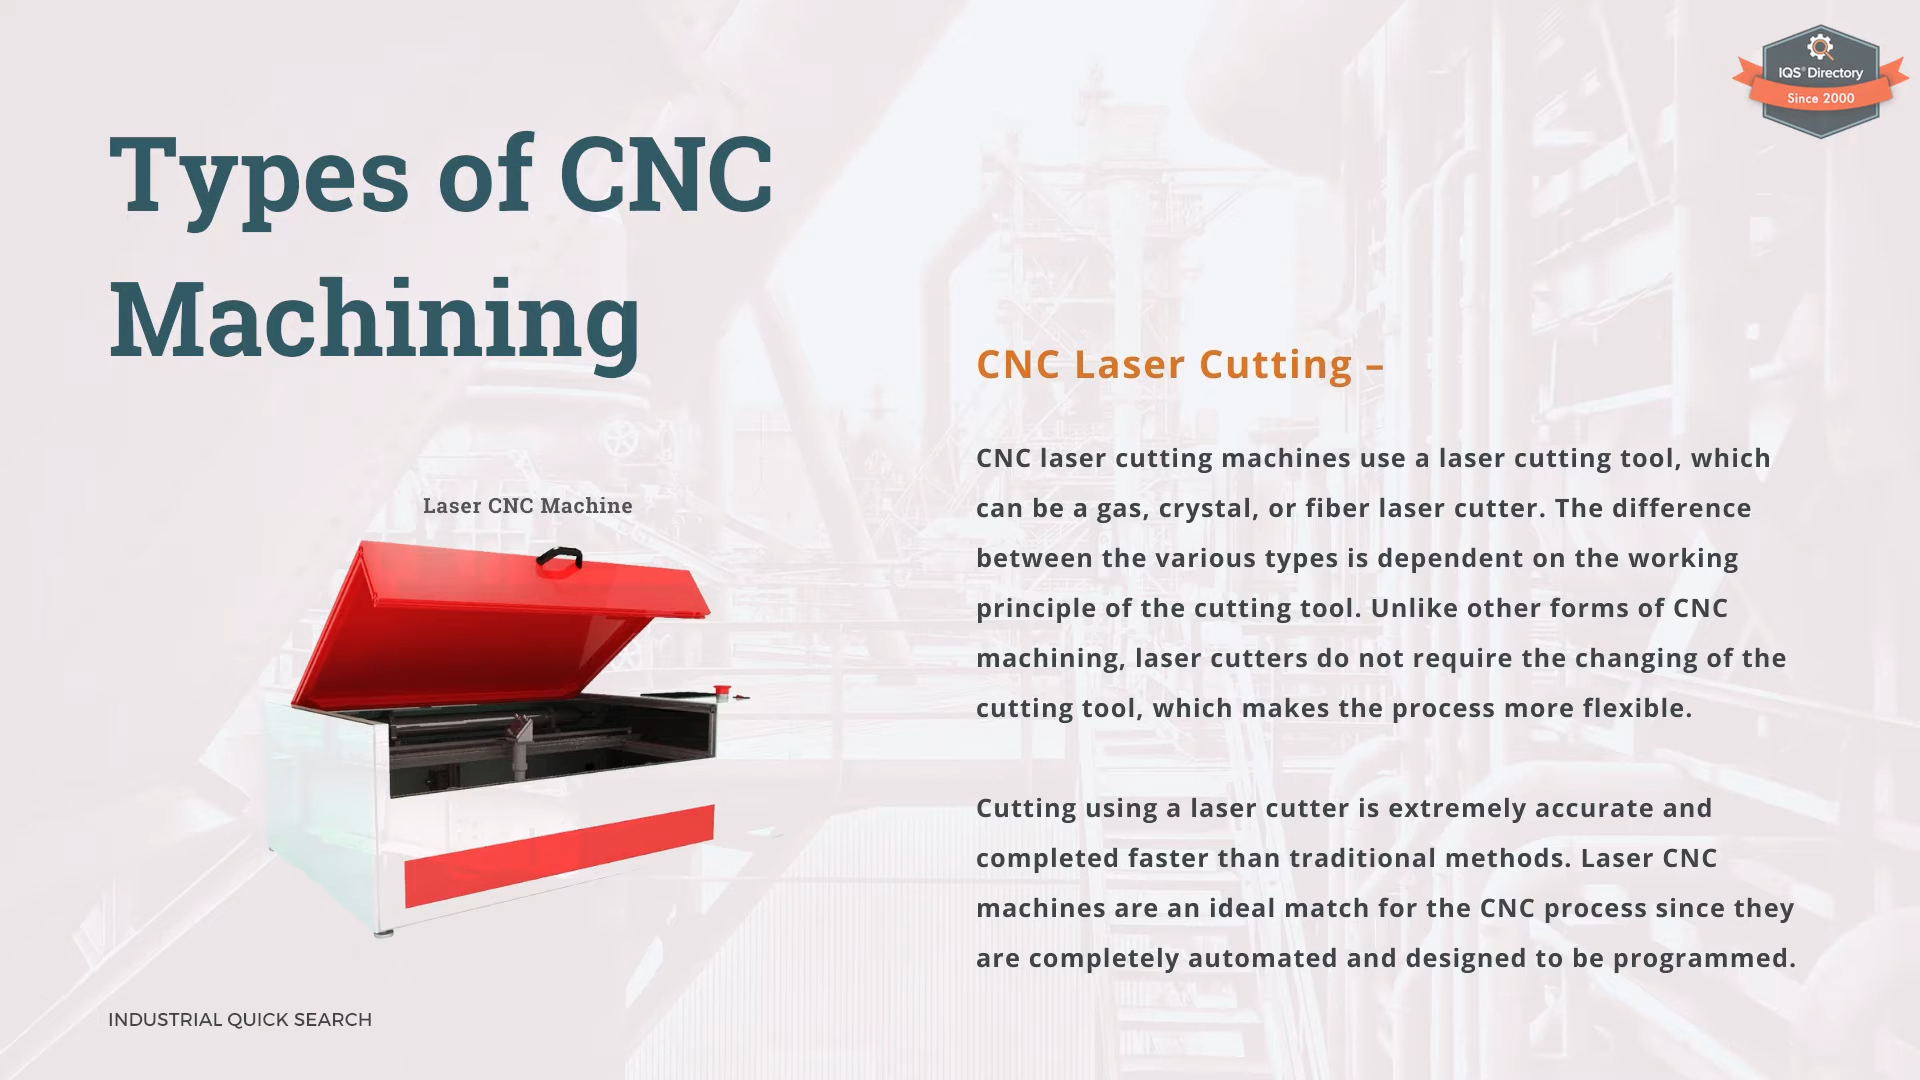 IQS® Directory
Since 2000
Types of CNC
Machining
Laser CNC Machine
CNC Laser Cutting –
CNC laser cutting machines use a laser cutting tool, which
can be a gas, crystal, or fiber laser cutter. The difference
between the various types is dependent on the working
principle of the cutting tool. Unlike other forms of CNC
machining, laser cutters do not require the changing of the
cutting tool, which makes the process more flexible.
Cutting using a laser cutter is extremely accurate and
completed faster than traditional methods. Laser CNC
machines are an ideal match for the CNC process since they
are completely automated and designed to be programmed.
INDUSTRIAL QUICK SEARCH